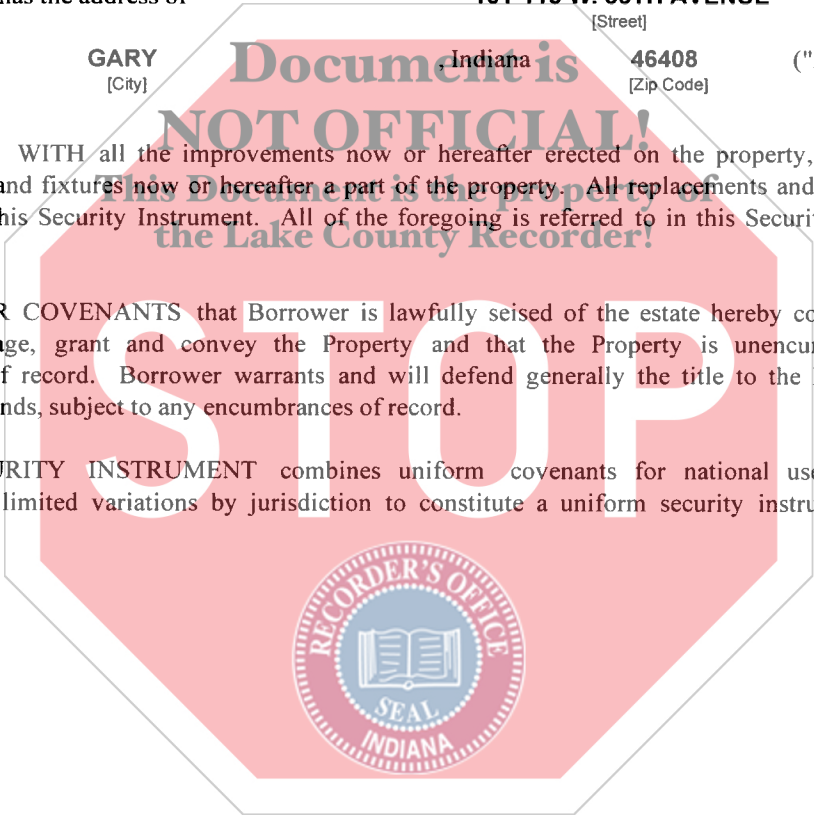 has the address of
[Street]
GARY , Indiana 46408 ("
[City] [Zip Code]
Document is
NOT OFFICIAL!
This Document is the property of
the Lake County Recorder!
WITH all the improvements now or hereafter erected on the property,
and fixtures now or hereafter a part of the property. All replacements and
his Security Instrument. All of the foregoing is referred to in this Securi
R COVENANTS that Borrower is lawfully seised of the estate hereby co
age, grant and convey the Property and that the Property is unencu
f record. Borrower warrants and will defend generally the title to the
nds, subject to any encumbrances of record.
URITY INSTRUMENT combines uniform covenants for national use
limited variations by jurisdiction to constitute a uniform security instru
STOP
RECORDER'S OFFICE
SEAL
INDIANA